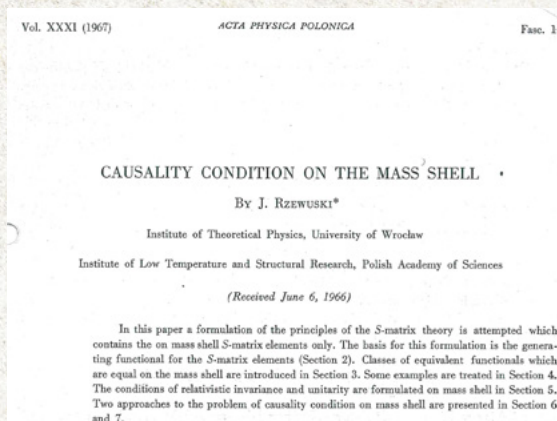 Vol. XXXI (1967)
ACTA PHYSICA POLONICA
Fasc. 1
CAUSALITY CONDITION ON THE MASS SHELL
By J. Rzewuski*
Institute of Theoretical Physics, University of Wrocław
Institute of Low Temperature and Structural Research, Polish Academy of Sciences
(Received June 6, 1966)
In this paper a formulation of the principles of the S-matrix theory is attempted which
contains the on mass shell S-matrix elements only. The basis for this formulation is the genera-
ting functional for the S-matrix elements (Section 2). Classes of equivalent functionals which
are equal on the mass shell are introduced in Section 3. Some examples are treated in Section 4.
The conditions of relativistic invariance and unitarity are formulated on mass shell in Section 5.
Two approaches to the problem of causality condition on mass shell are presented in Section 6
and 7.